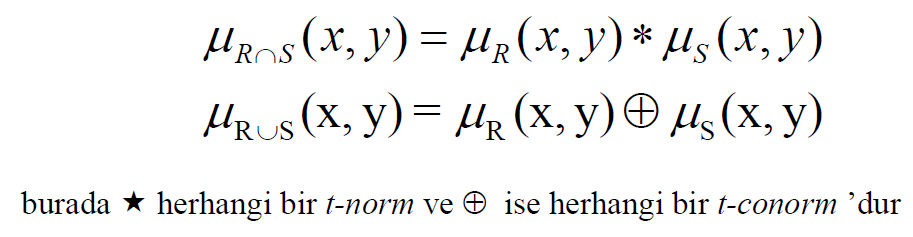 μ_{R∩S}(x, y) = μ_R(x, y) * μ_S(x, y)
μ_{R∪S}(x, y) = μ_R(x, y) ⊕ μ_S(x, y)
burada ★ herhangi bir t-norm ve ⊕ ise herhangi bir t-conorm ’dur